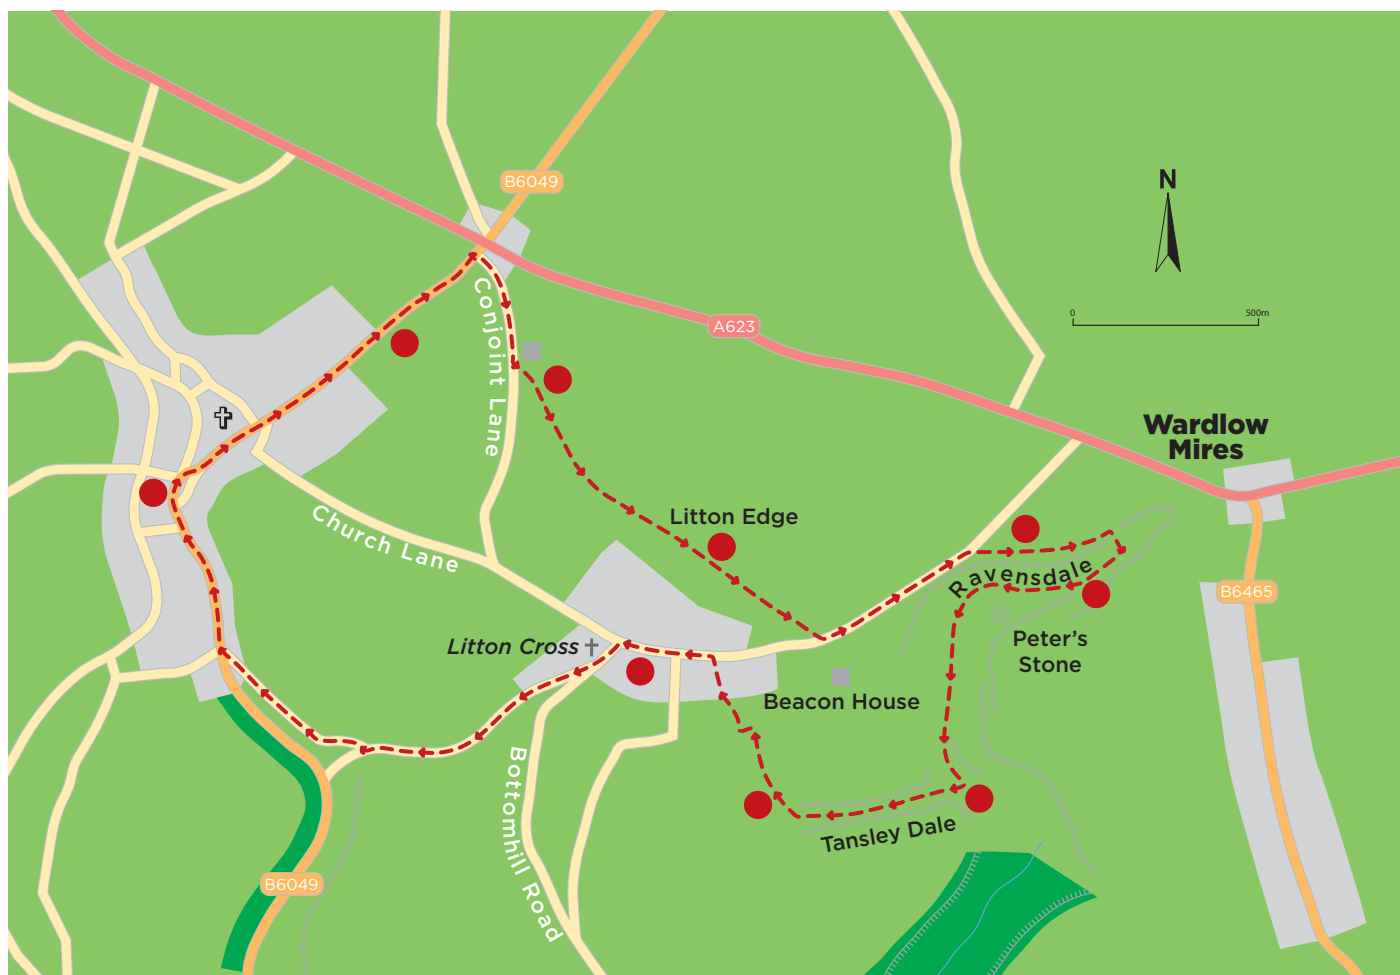 B6049
N
0 500m
Conjoint Lane
A623
Wardlow
Mires
Litton Edge
Church Lane
Ravensdale
B6465
Litton Cross
Peter's
Stone
Beacon House
Bottomhill Road
Tansley Dale
B6049